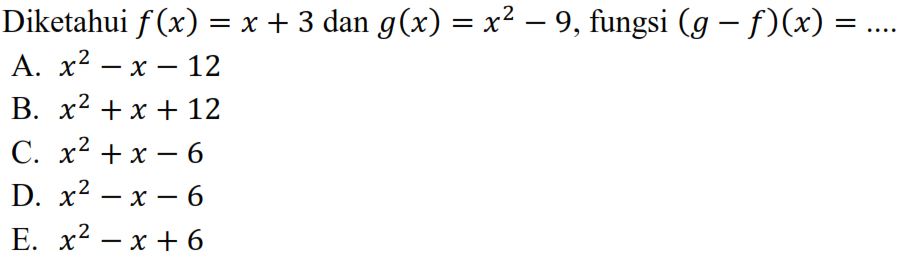 Diketahui f(x) = x + 3 dan g(x) = x² − 9, fungsi (g − f)(x) = ....
A. x² − x − 12
B. x² + x + 12
C. x² + x − 6
D. x² − x − 6
E. x² − x + 6